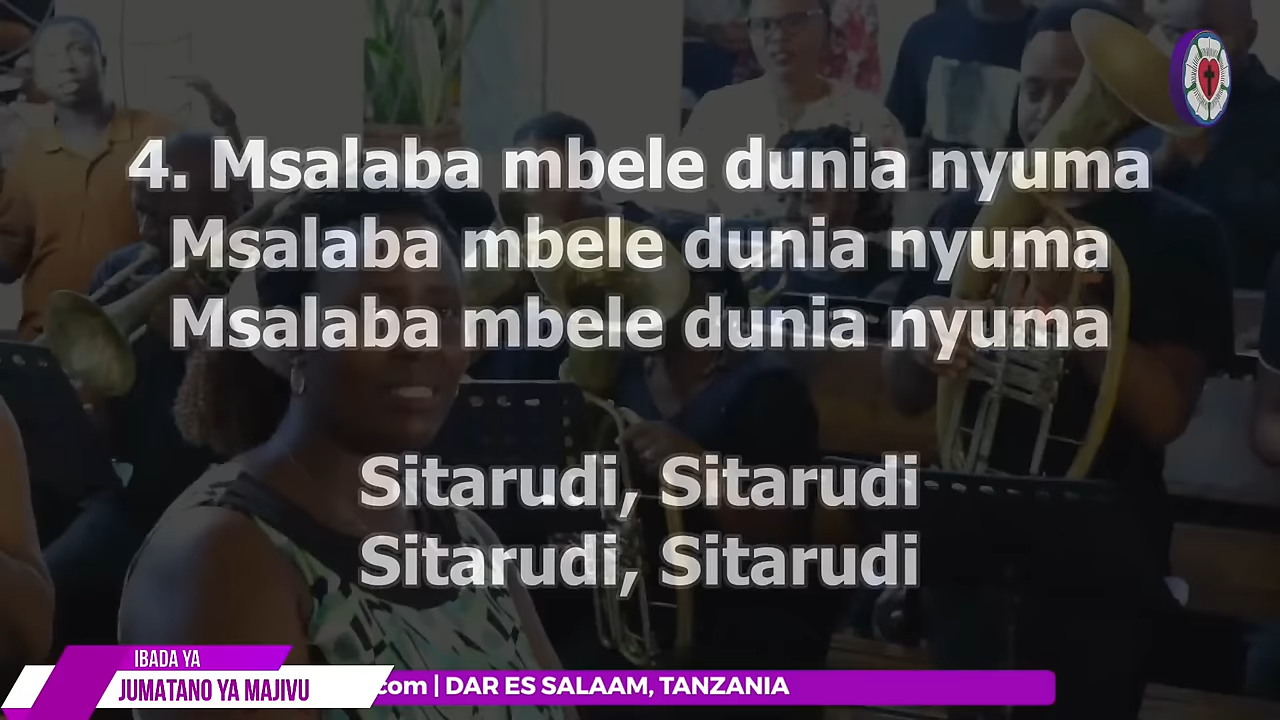 4. Msalaba mbele dunia nyuma
Msalaba mbele dunia nyuma
Msalaba mbele dunia nyuma
Sitarudi, Sitarudi
Sitarudi, Sitarudi
IBADA YA
JUMATANO YA MAJIVU
.com | DAR ES SALAAM, TANZANIA